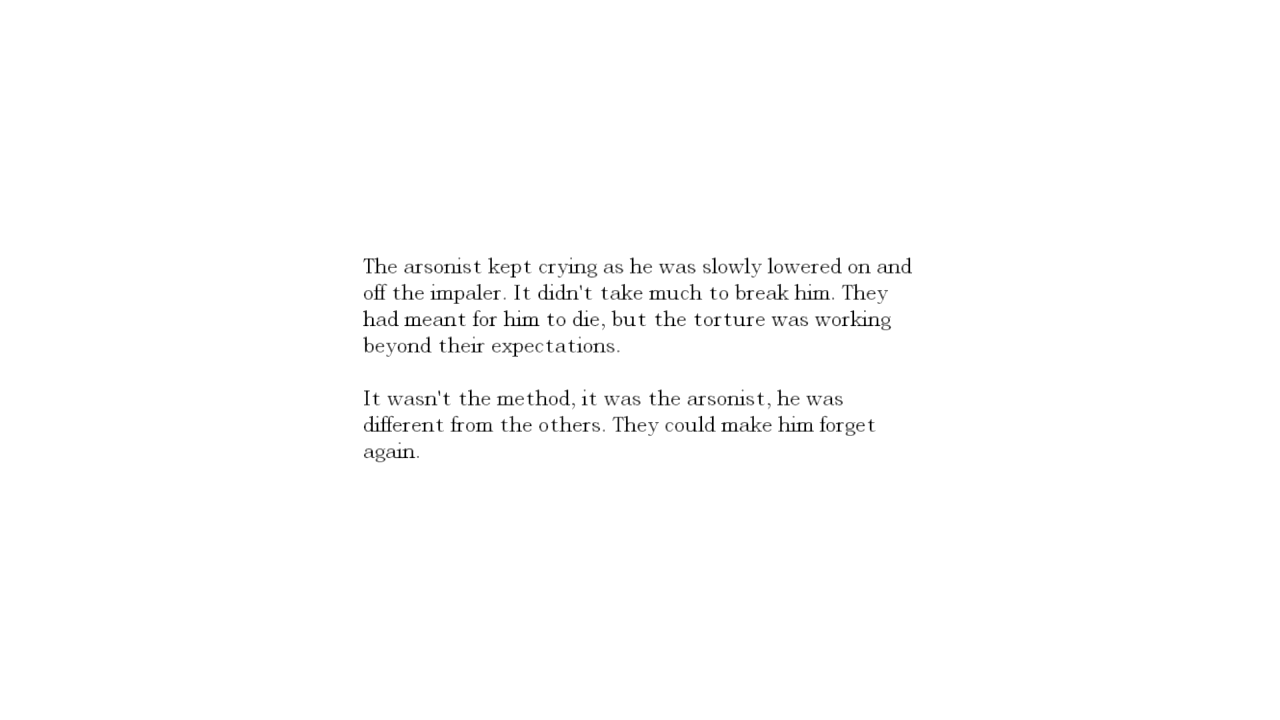 The arsonist kept crying as he was slowly lowered on and
off the impaler. It didn't take much to break him. They
had meant for him to die, but the torture was working
beyond their expectations.

It wasn't the method, it was the arsonist, he was
different from the others. They could make him forget
again.